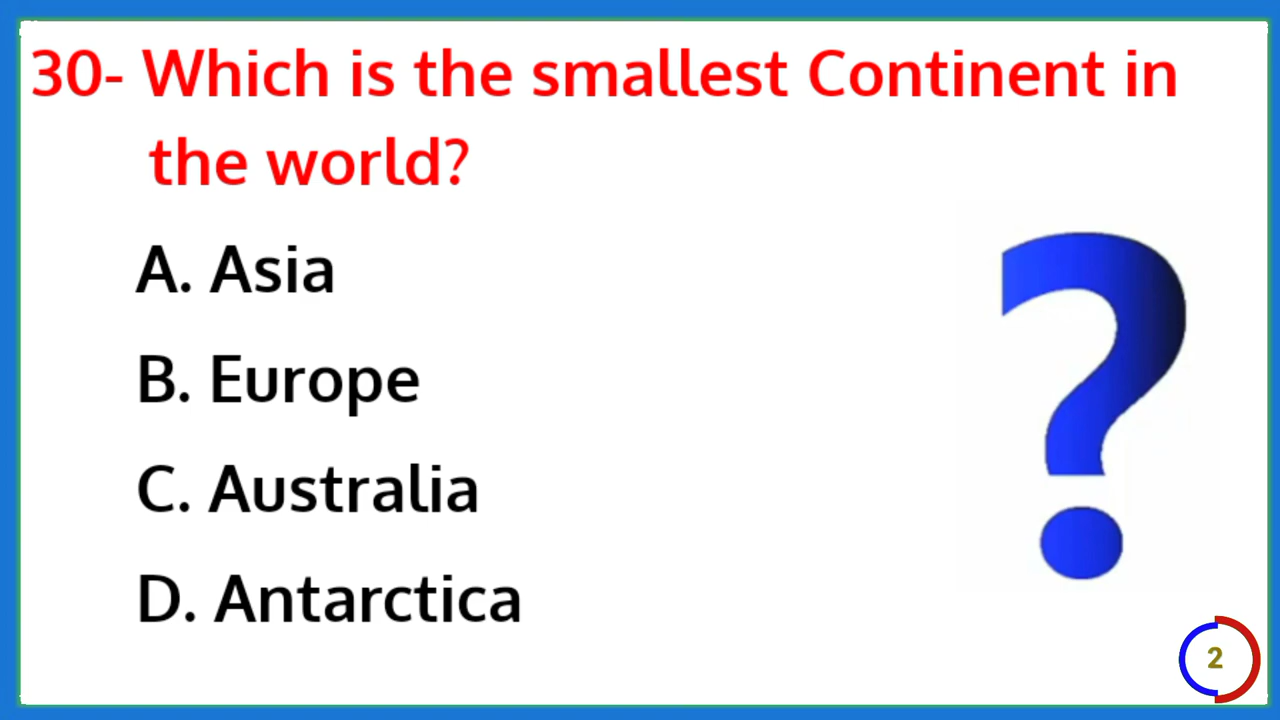 30- Which is the smallest Continent in
the world?
A. Asia
B. Europe
C. Australia
D. Antarctica
?
2